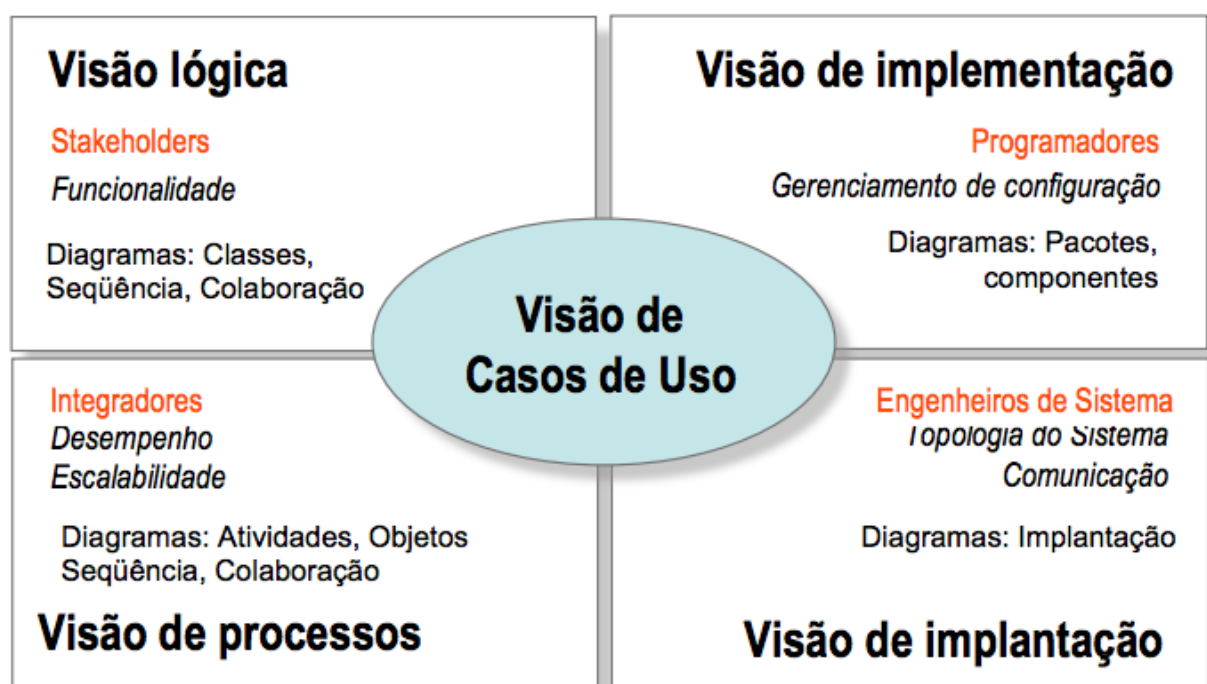 Visão lógica
Stakeholders
Funcionalidade
Diagramas: Classes,
Seqüência, Colaboração
Visão de implementação
Programadores
Gerenciamento de configuração
Diagramas: Pacotes,
componentes
Visão de
Casos de Uso
Integradores
Desempenho
Escalabilidade
Diagramas: Atividades, Objetos
Seqüência, Colaboração
Visão de processos
Engenheiros de Sistema
Topologia do Sistema
Comunicação
Diagramas: Implantação
Visão de implantação